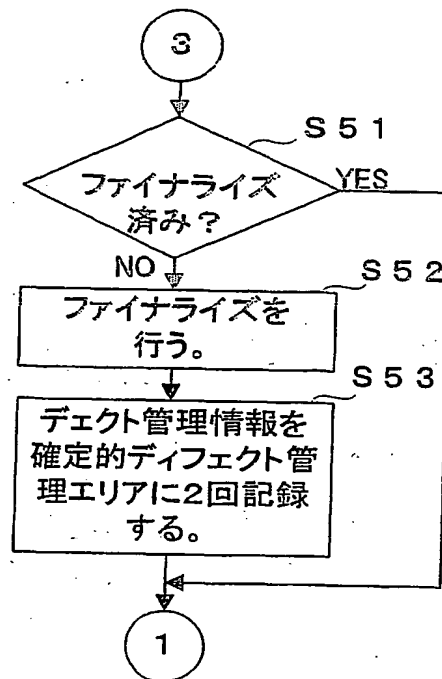 3
S51
ファイナライズ
済み?
YES
NO
S52
ファイナライズを
行う。
S53
デェクト管理情報を
確定的ディフェクト管
理エリアに2回記録
する。
1